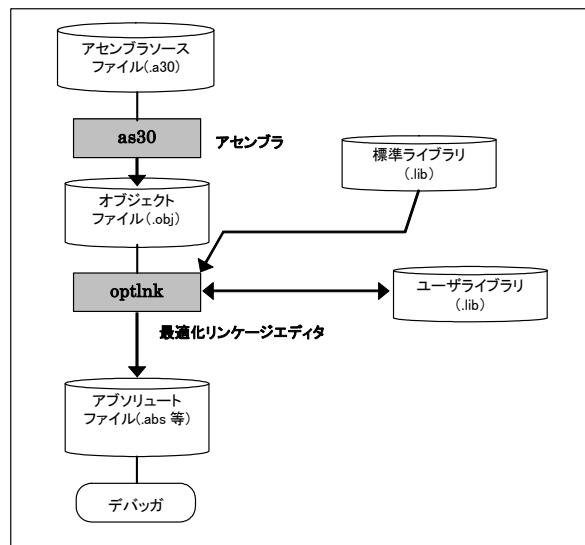 アセンブラソース
ファイル(.a30)
as30
アセンブラ
標準ライブラリ
(.lib)
オブジェクト
ファイル(.obj)
optlnk
ユーザライブラリ
(.lib)
最適化リンケージエディタ
アブソリュート
ファイル(.abs 等)
デバッガ